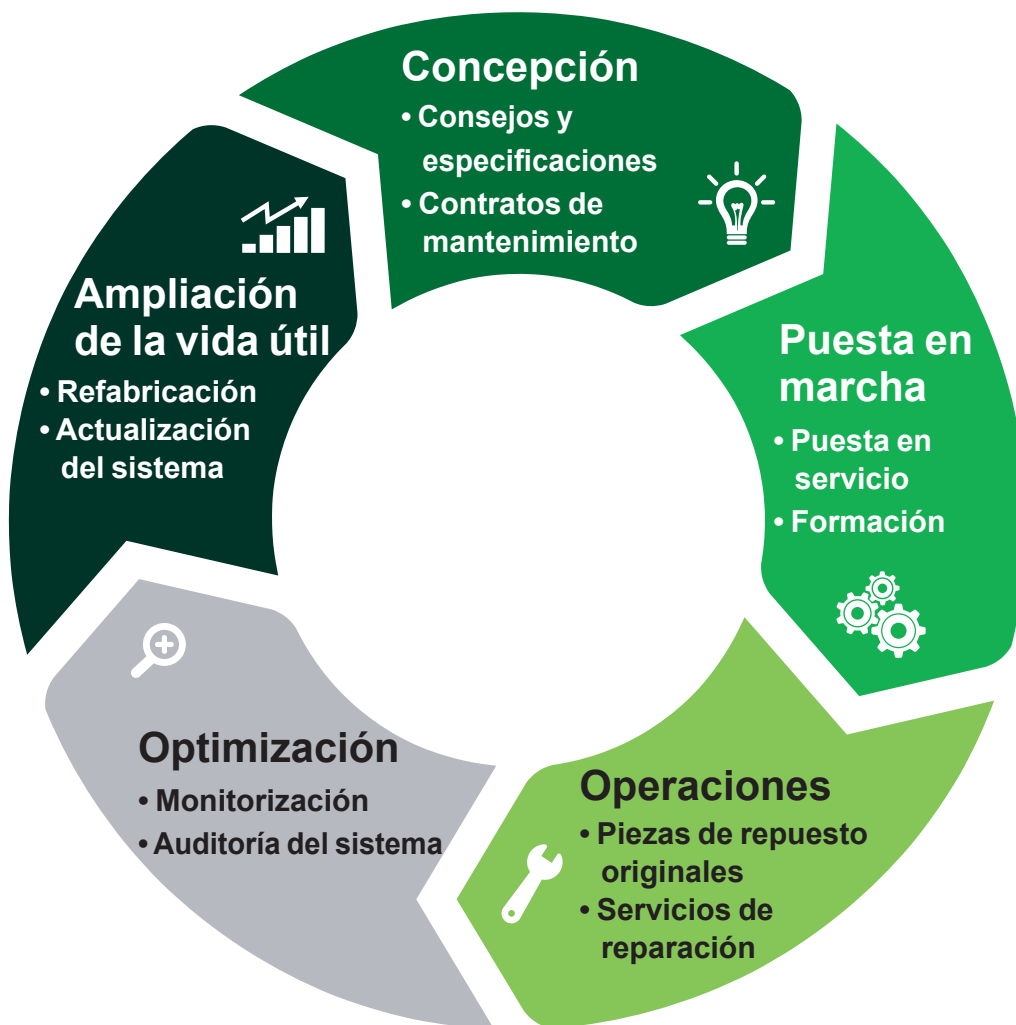 Concepción
• Consejos y
especificaciones
• Contratos de
mantenimiento
Puesta en
marcha
• Puesta en
servicio
• Formación
Operaciones
• Piezas de repuesto
originales
• Servicios de
reparación
Optimización
• Monitorización
• Auditoría del sistema
Ampliación
de la vida útil
• Refabricación
• Actualización
del sistema